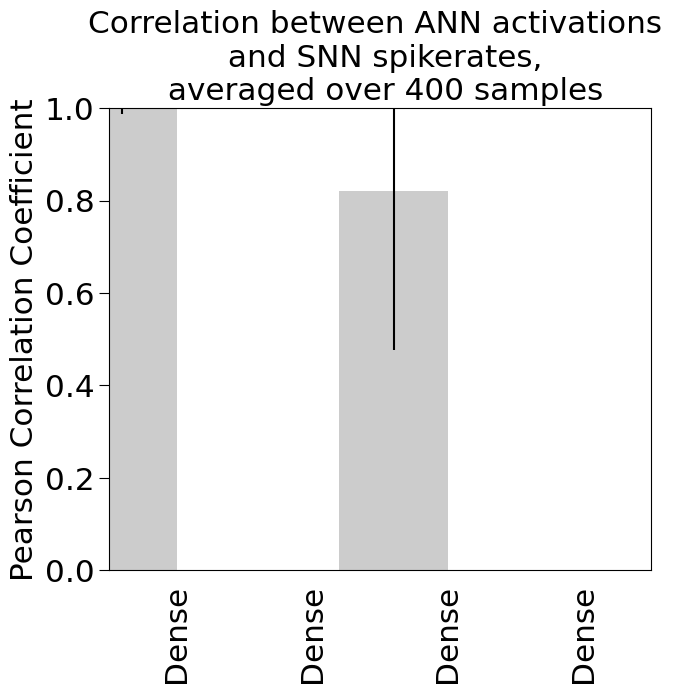 Correlation between ANN activations
and SNN spikerates,
averaged over 400 samples
Pearson Correlation Coefficient
1.0
0.8
0.6
0.4
0.2
0.0
Dense
Dense
Dense
Dense